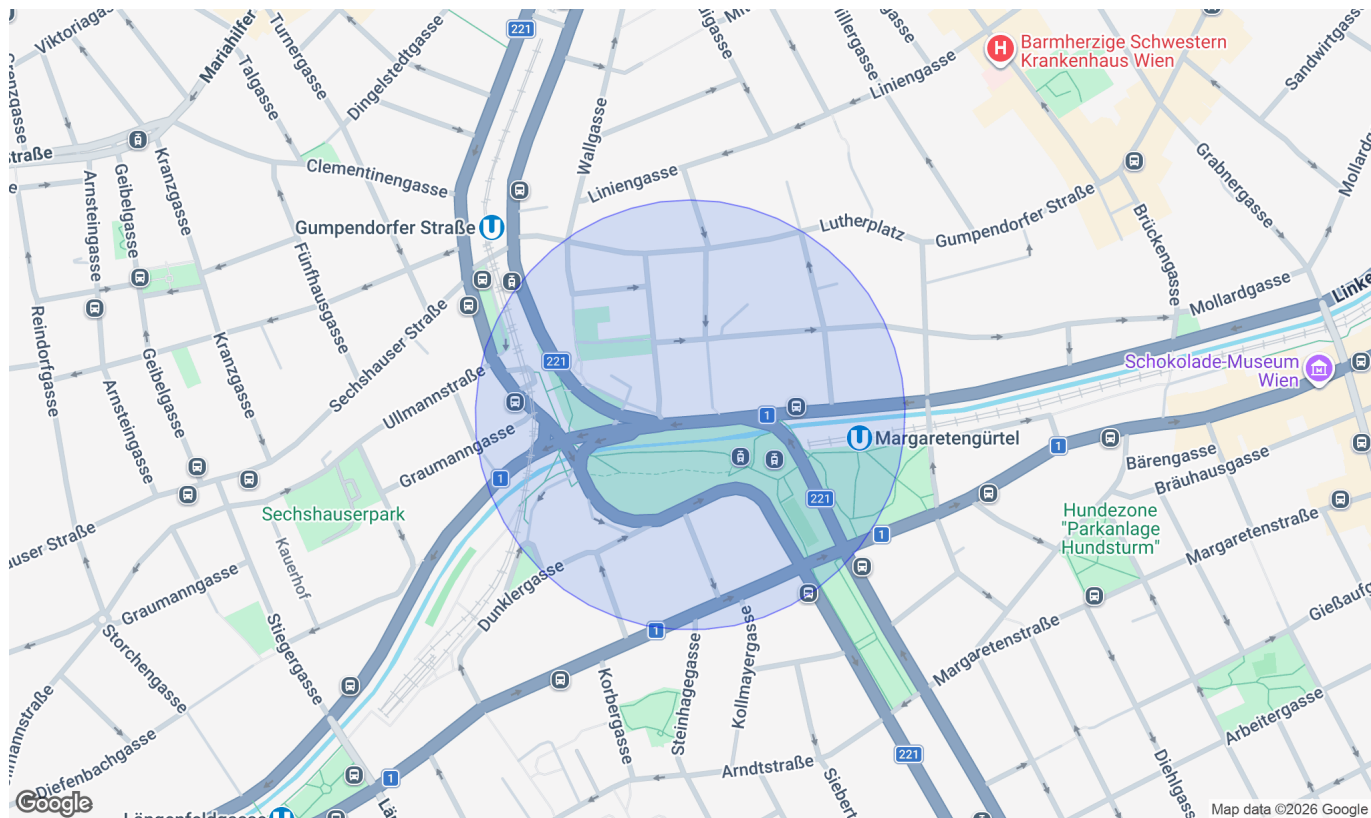 Viktoriagasse
Mariahilfer
Turnergasse
Talgasse
Dingelstedtgasse
221
Wallgasse
Liniengasse
Barmherzige Schwestern
Krankenhaus Wien
Sandwirtgasse
Grabnergasse
straße
Kranzgasse
Geibelgasse
Arnsteingasse
Clementinengasse
Liniengasse
Gumpendorfer Straße
Lutherplatz
Gumpendorfer Straße
Brückengasse
Mollardgasse
Linke
Fünfhausgasse
Reindorfgasse
Geibelgasse
Kranzgasse
Sechshauser Straße
Arnsteingasse
Ullmannstraße
221
Schokolade-Museum
Wien
1
Margaretengürtel
Graumanngasse
1
1
Bärengasse
Bräuhausgasse
221
Sechshauserpark
1
Hundezone
"Parkanlage
Hundsturm"
Margaretenstraße
Kauerhof
Graumanngasse
Dunklergasse
Storchengasse
Stiegergasse
1
Margaretenstraße
Korbergasse
Steinhagegasse
Kollmayergasse
Arbeitergasse
Diefenbachgasse
Arndtstraße
221
Diehlgasse
1
Google
Map data ©2026 Google